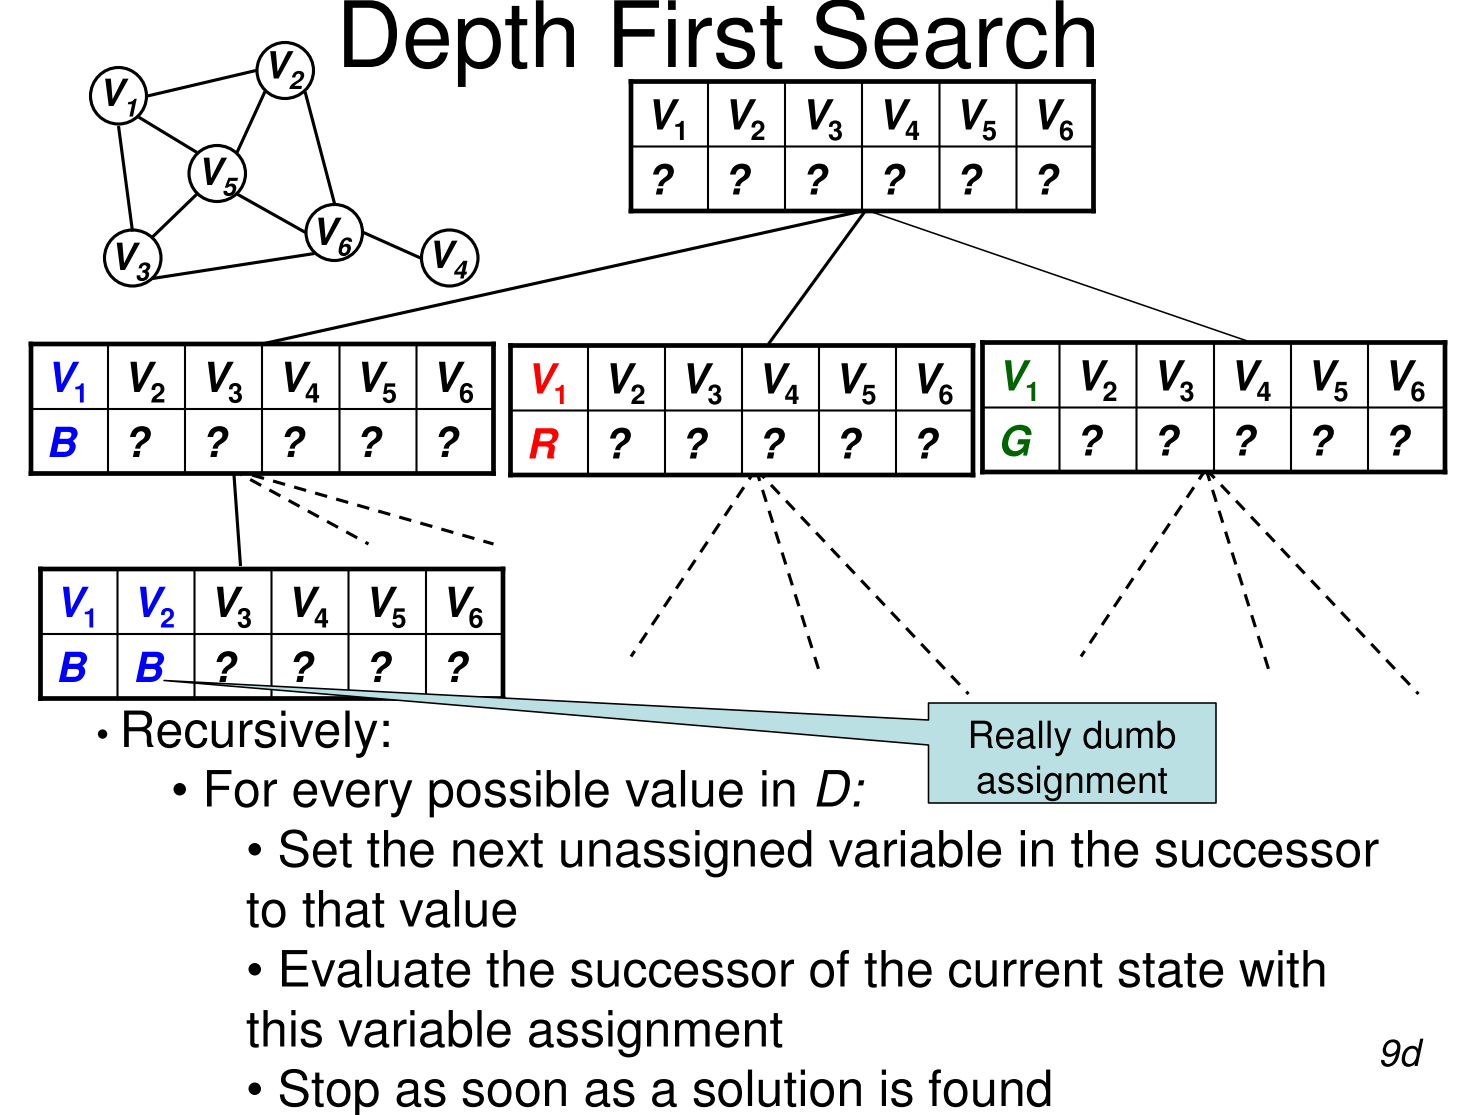 Depth First Search
V1
V2
V5
V6
V3
V4
V1 V2 V3 V4 V5 V6
? ? ? ? ? ?
V1 V2 V3 V4 V5 V6
B ? ? ? ? ?
V1 V2 V3 V4 V5 V6
R ? ? ? ? ?
V1 V2 V3 V4 V5 V6
G ? ? ? ? ?
V1 V2 V3 V4 V5 V6
B B ? ? ? ?
Really dumb
assignment
• Recursively:
• For every possible value in D:
• Set the next unassigned variable in the successor
to that value
• Evaluate the successor of the current state with
this variable assignment
• Stop as soon as a solution is found
9d